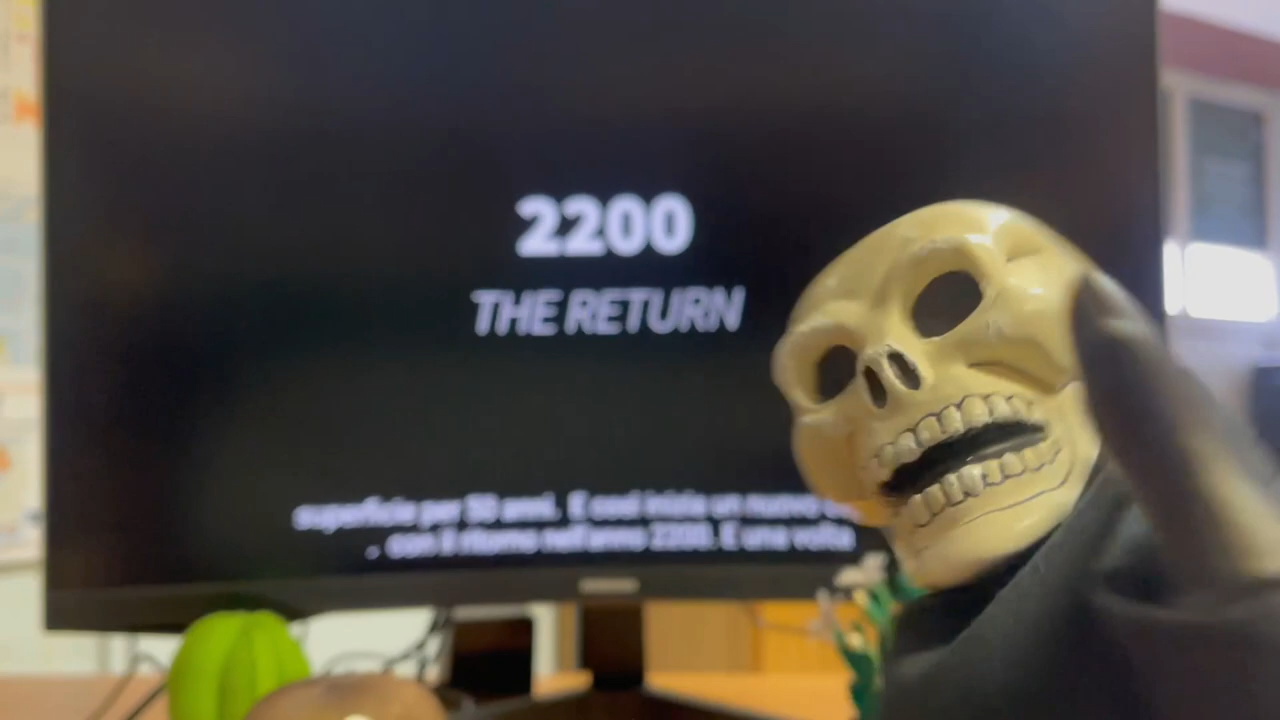 2200
THE RETURN
superficie per 50 anni. E così inizia un nuovo
. con il ritorno nell'anno 2200. E una volta